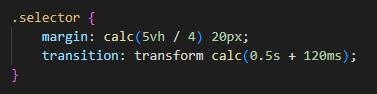 .selector {
    margin: calc(5vh / 4) 20px;
    transition: transform calc(0.5s + 120ms);
}